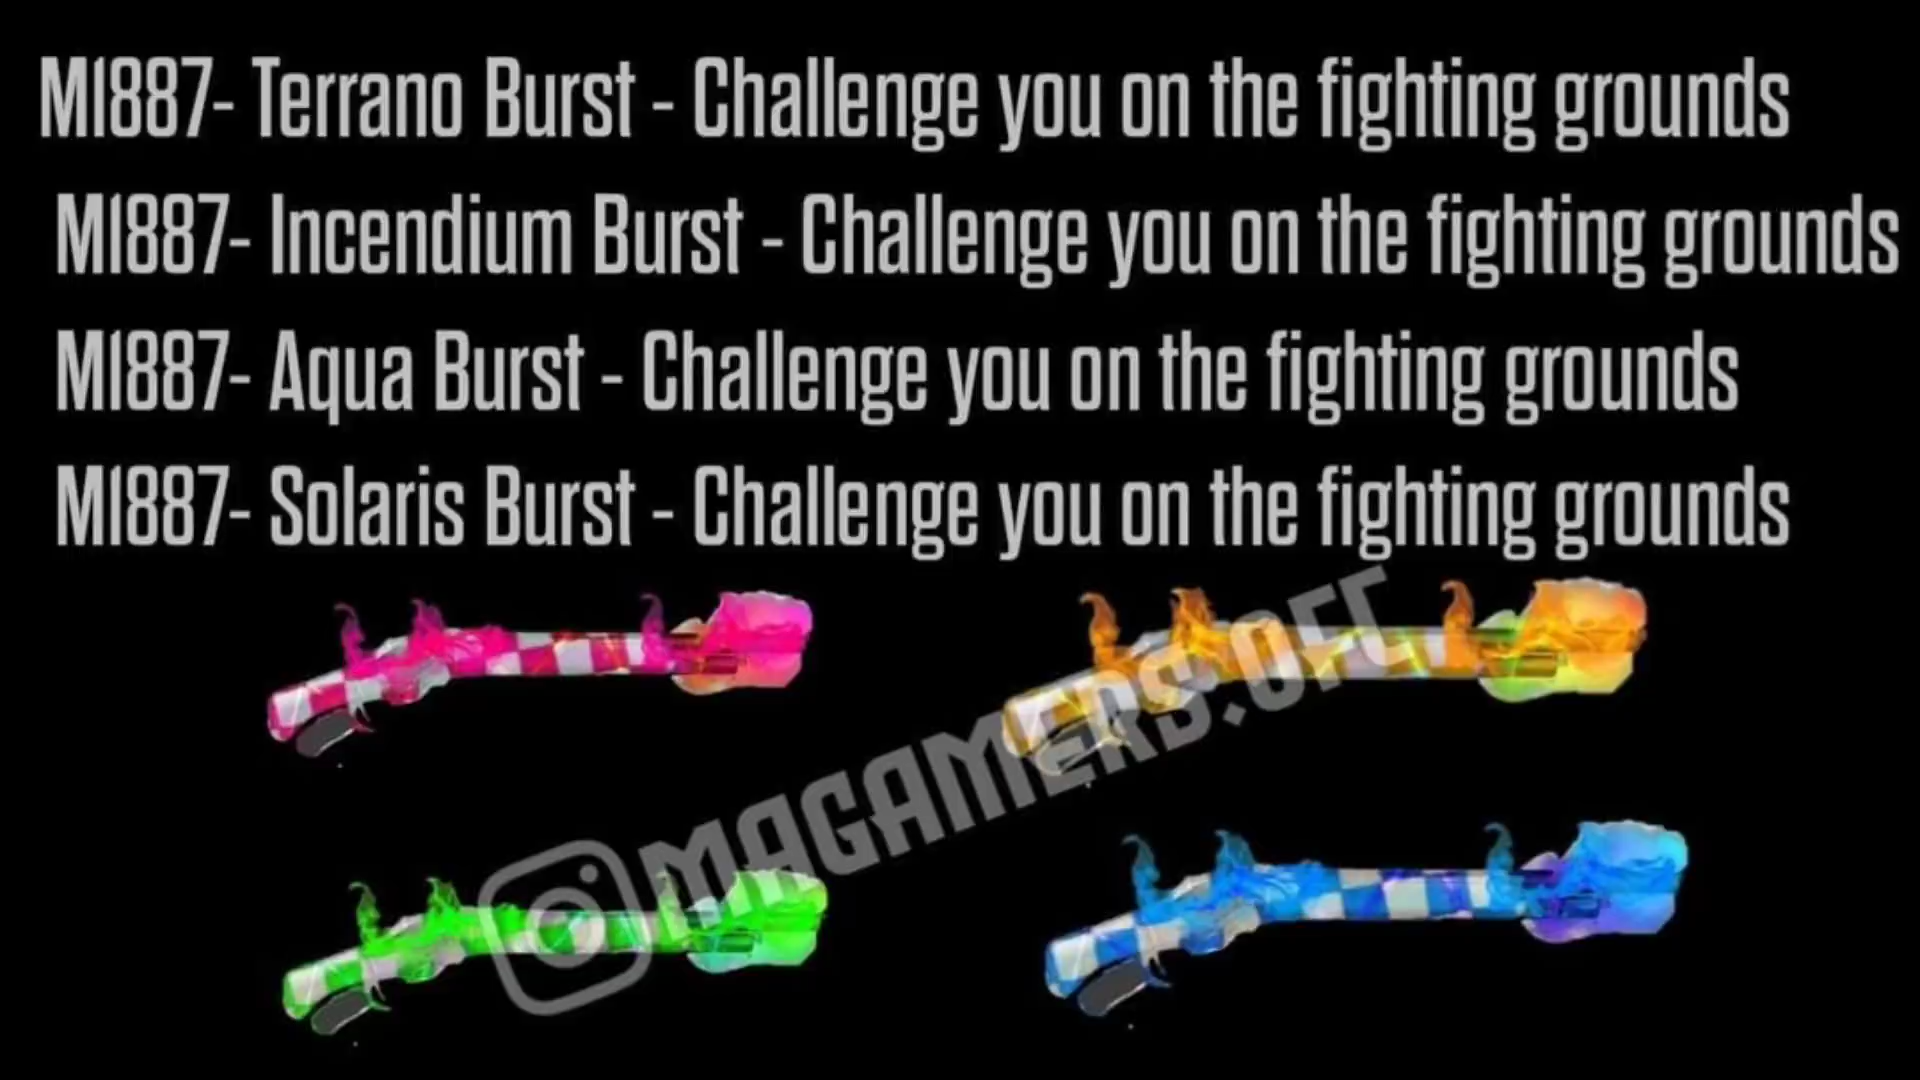 M1887- Terrano Burst - Challenge you on the fighting grounds
M1887- Incendium Burst - Challenge you on the fighting grounds
M1887- Aqua Burst - Challenge you on the fighting grounds
M1887- Solaris Burst - Challenge you on the fighting grounds
MAGAMERS.OFC